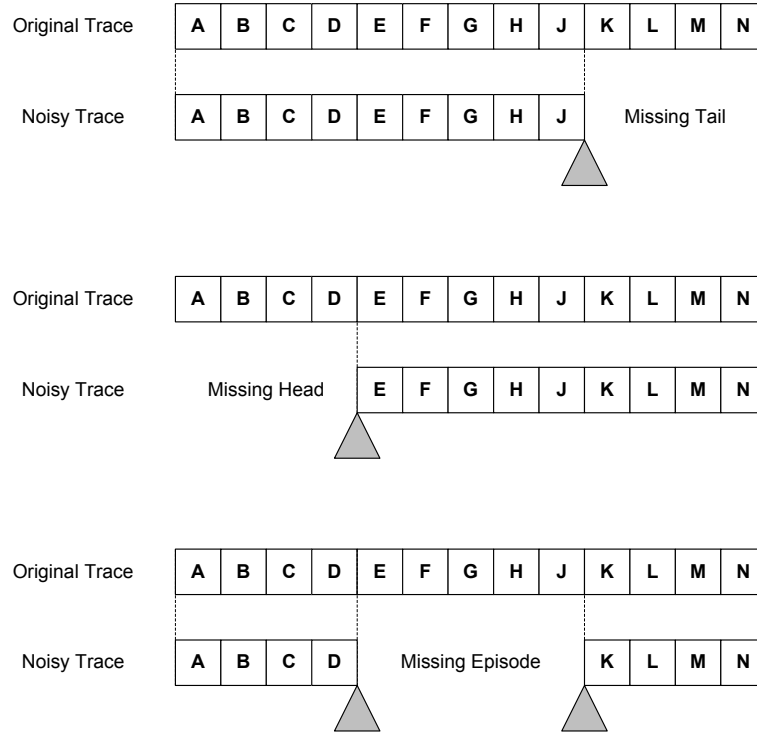 Original Trace A B C D E F G H J K L M N
Noisy Trace A B C D E F G H J Missing Tail
Original Trace A B C D E F G H J K L M N
Noisy Trace Missing Head E F G H J K L M N
Original Trace A B C D E F G H J K L M N
Noisy Trace A B C D Missing Episode K L M N